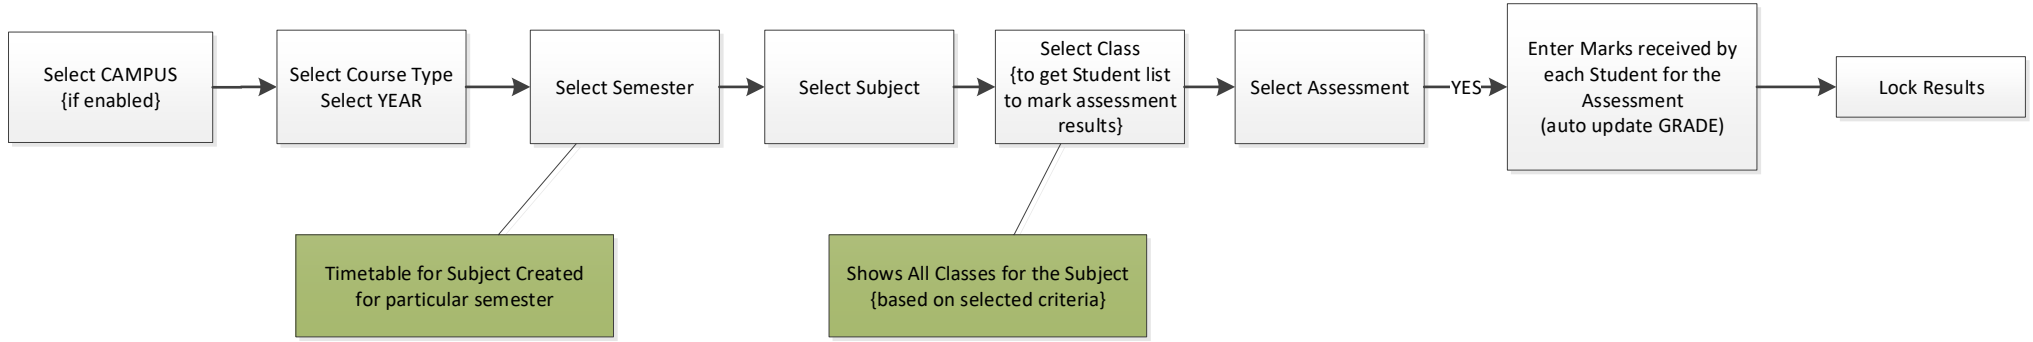 Select CAMPUS
{if enabled}
Select Course Type
Select YEAR
Select Semester
Select Subject
Select Class
{to get Student list
to mark assessment
results}
Select Assessment
YES
Enter Marks received by
each Student for the
Assessment
(auto update GRADE)
Lock Results
Timetable for Subject Created
for particular semester
Shows All Classes for the Subject
{based on selected criteria}